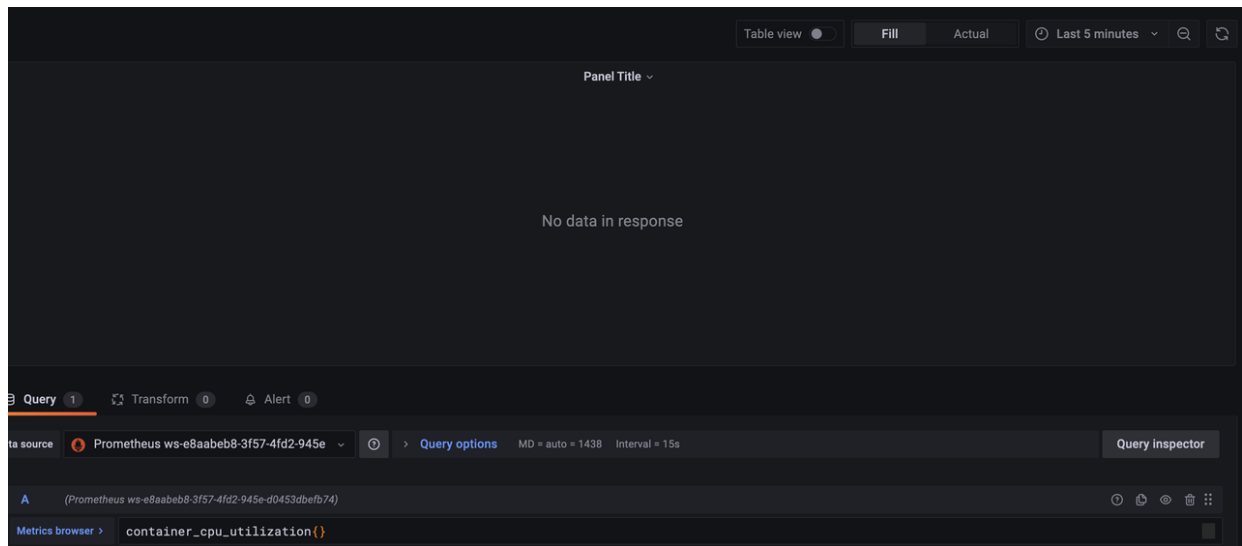 Table view Fill Actual Last 5 minutes
Panel Title
No data in response
Query 1 Transform 0 Alert 0
ta source Prometheus ws-e8aabeb8-3f57-4fd2-945e Query options MD = auto = 1438 Interval = 15s Query inspector
A (Prometheus ws-e8aabeb8-3f57-4fd2-945e-d0453dbefb74)
Metrics browser > container_cpu_utilization{}